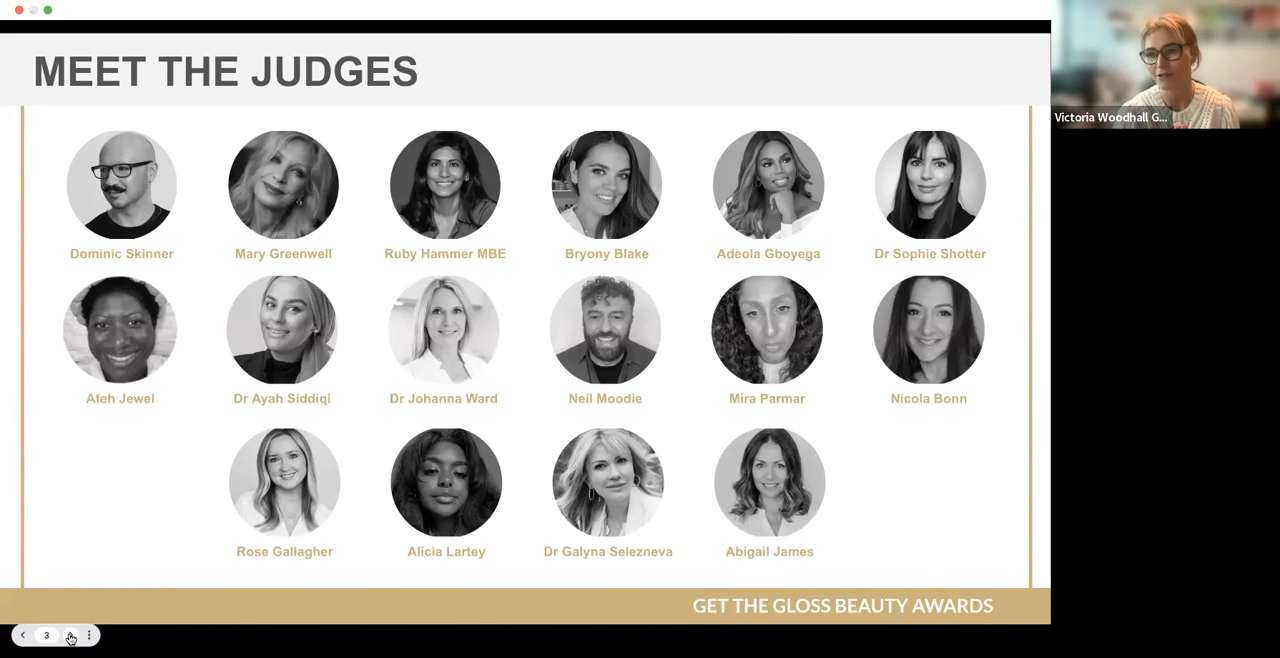 MEET THE JUDGES
Victoria Woodhall G...
Dominic Skinner
Mary Greenwell
Ruby Hammer MBE
Bryony Blake
Adeola Gboyega
Dr Sophie Shotter
Ateh Jewel
Dr Ayah Siddiqi
Dr Johanna Ward
Neil Moodie
Mira Parmar
Nicola Bonn
Rose Gallagher
Alicia Lartey
Dr Galyna Selezneva
Abigail James
GET THE GLOSS BEAUTY AWARDS
3